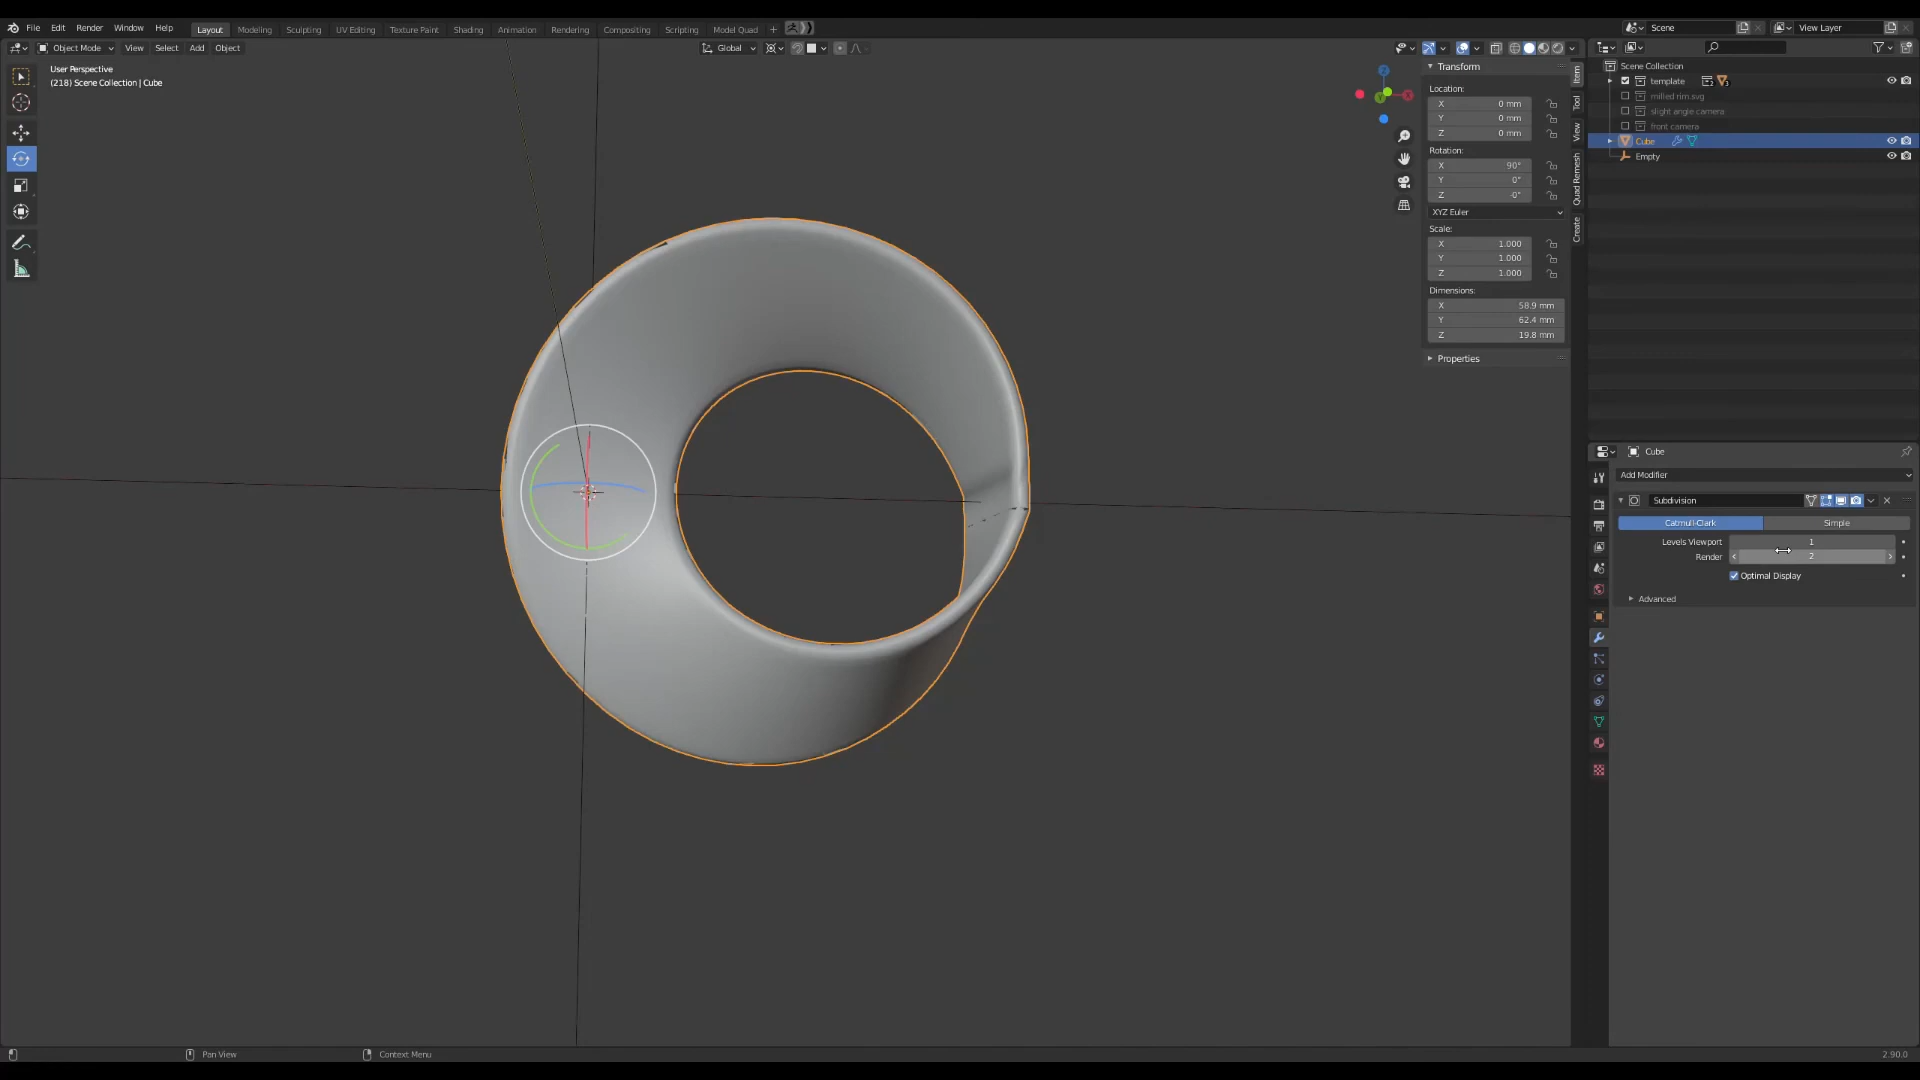 File Edit Render Window Help
Layout Modeling Sculpting UV Editing Texture Paint Shading Animation Rendering Compositing Scripting Model Quad +
Scene
View Layer
Object Mode View Select Add Object
Global
User Perspective
(218) Scene Collection | Cube
Transform
Location:
X 0 mm
Y 0 mm
Z 0 mm
Rotation:
X 90°
Y 0°
Z -0°
XYZ Euler
Scale:
X 1.000
Y 1.000
Z 1.000
Dimensions:
X 58.9 mm
Y 62.4 mm
Z 19.8 mm
Properties
Item
Tool
View
Quad Remesh
Create
Scene Collection
template
milled rim.svg
slight angle camera
front camera
Cube
Empty
Cube
Add Modifier
Subdivision
Catmull-Clark Simple
Levels Viewport 1
Render 2
Optimal Display
Advanced
Pan View
Context Menu
2.90.0